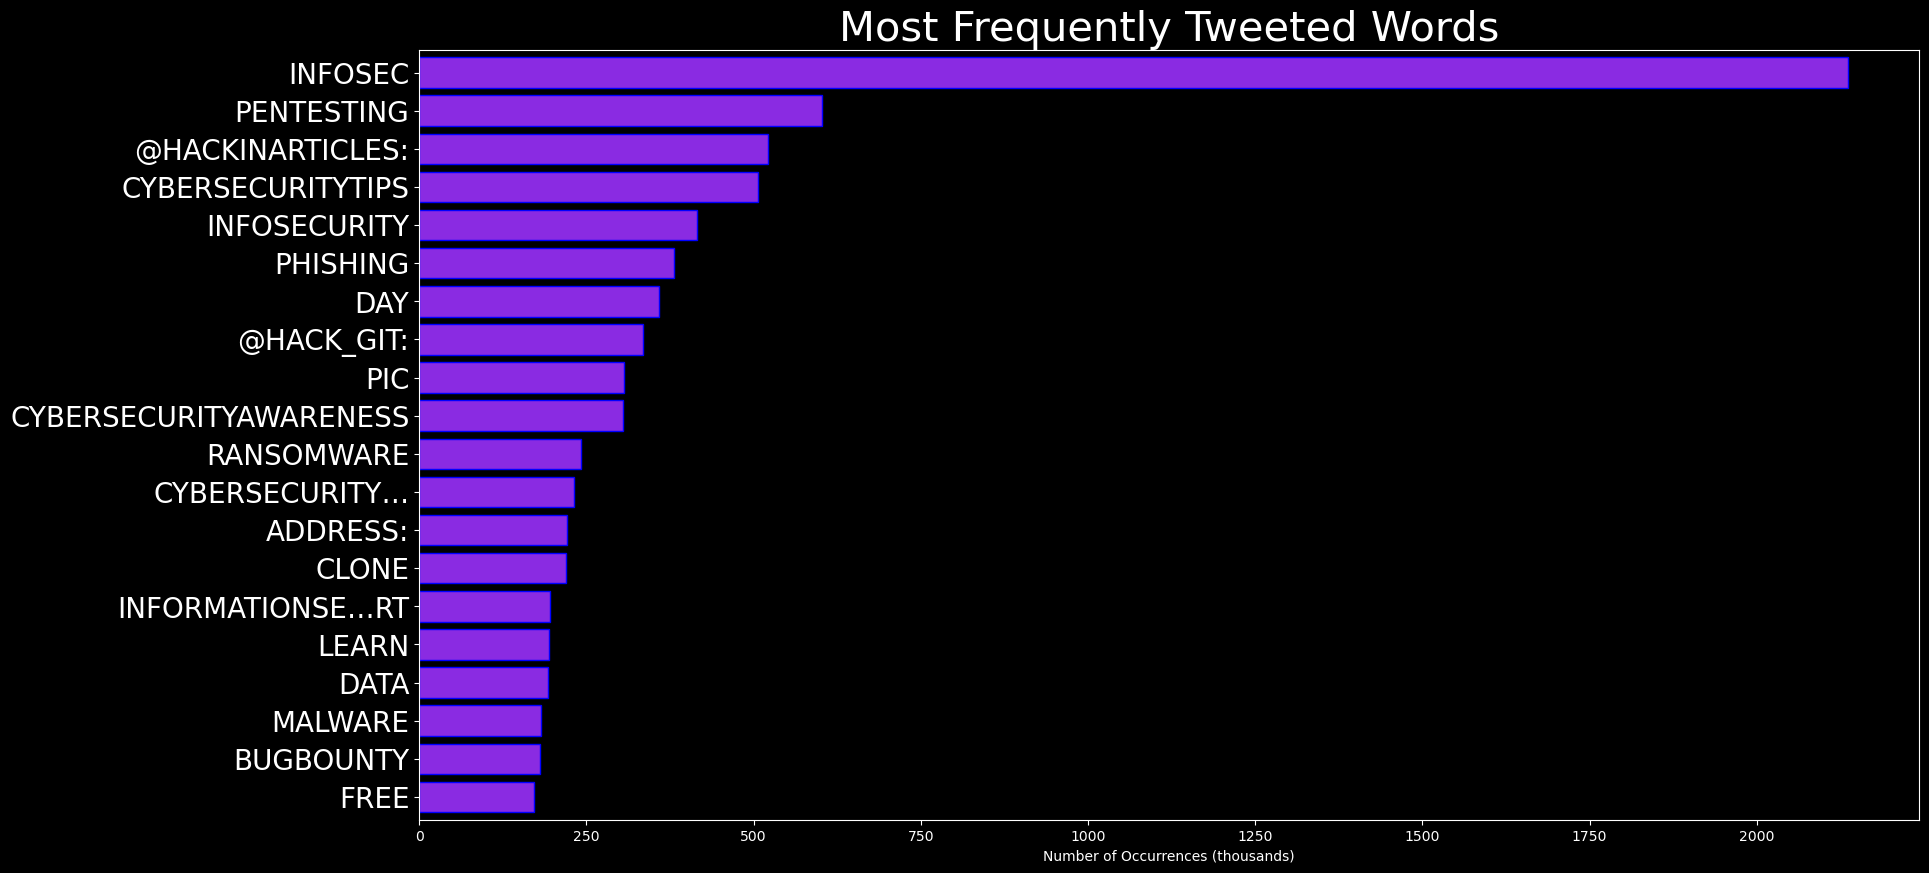 Most Frequently Tweeted Words
INFOSEC
PENTESTING
@HACKINARTICLES:
CYBERSECURITYTIPS
INFOSECURITY
PHISHING
DAY
@HACK_GIT:
PIC
CYBERSECURITYAWARENESS
RANSOMWARE
CYBERSECURITY…
ADDRESS:
CLONE
INFORMATIONSE…RT
LEARN
DATA
MALWARE
BUGBOUNTY
FREE
0 250 500 750 1000 1250 1500 1750 2000
Number of Occurrences (thousands)